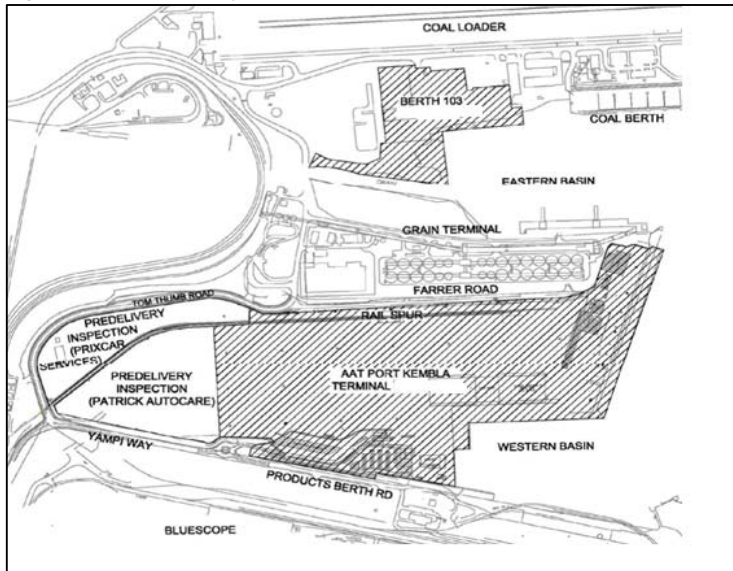 COAL LOADER
BERTH 103
COAL BERTH
EASTERN BASIN
GRAIN TERMINAL
FARRER ROAD
TOM THUMB ROAD
RAIL SPUR
PREDELIVERY
INSPECTION
(PRIXCAR
SERVICES)
PREDELIVERY
INSPECTION
(PATRICK AUTOCARE)
AAT PORT KEMBLA
TERMINAL
YAMPI WAY
WESTERN BASIN
PRODUCTS BERTH RD
BLUESCOPE